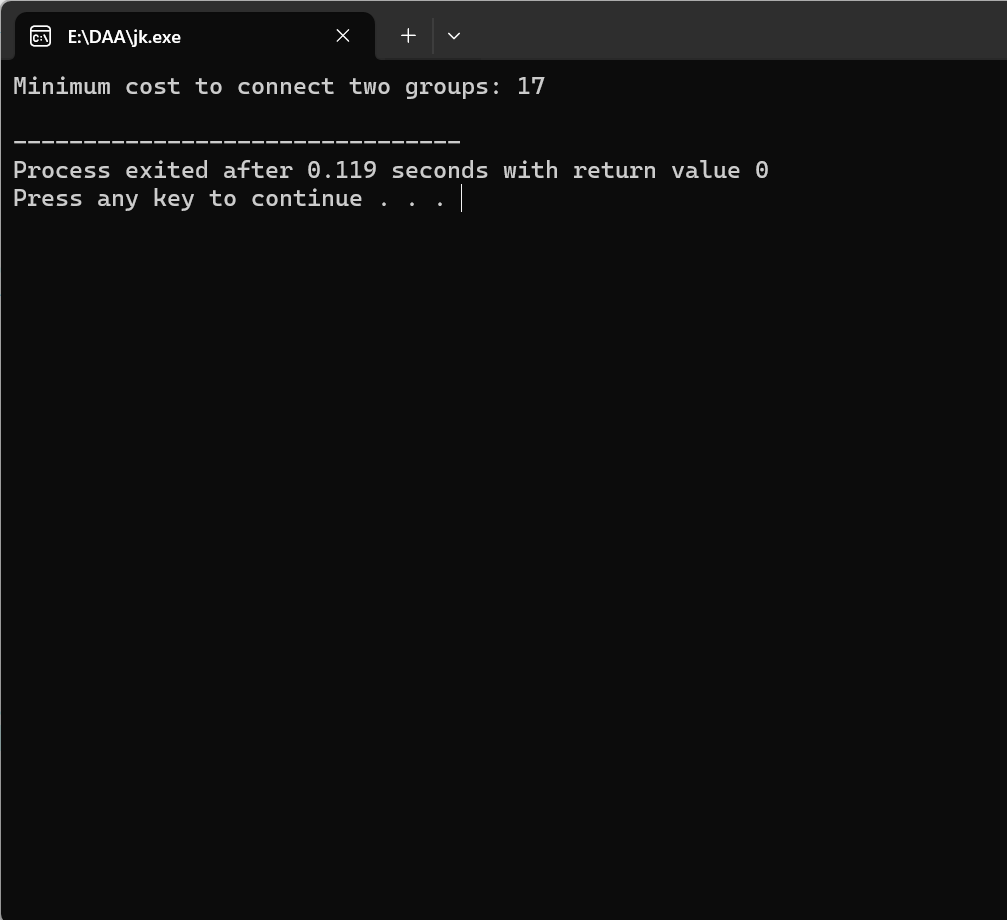 E:\DAA\jk.exe
Minimum cost to connect two groups: 17
--------------------------------
Process exited after 0.119 seconds with return value 0
Press any key to continue . . .